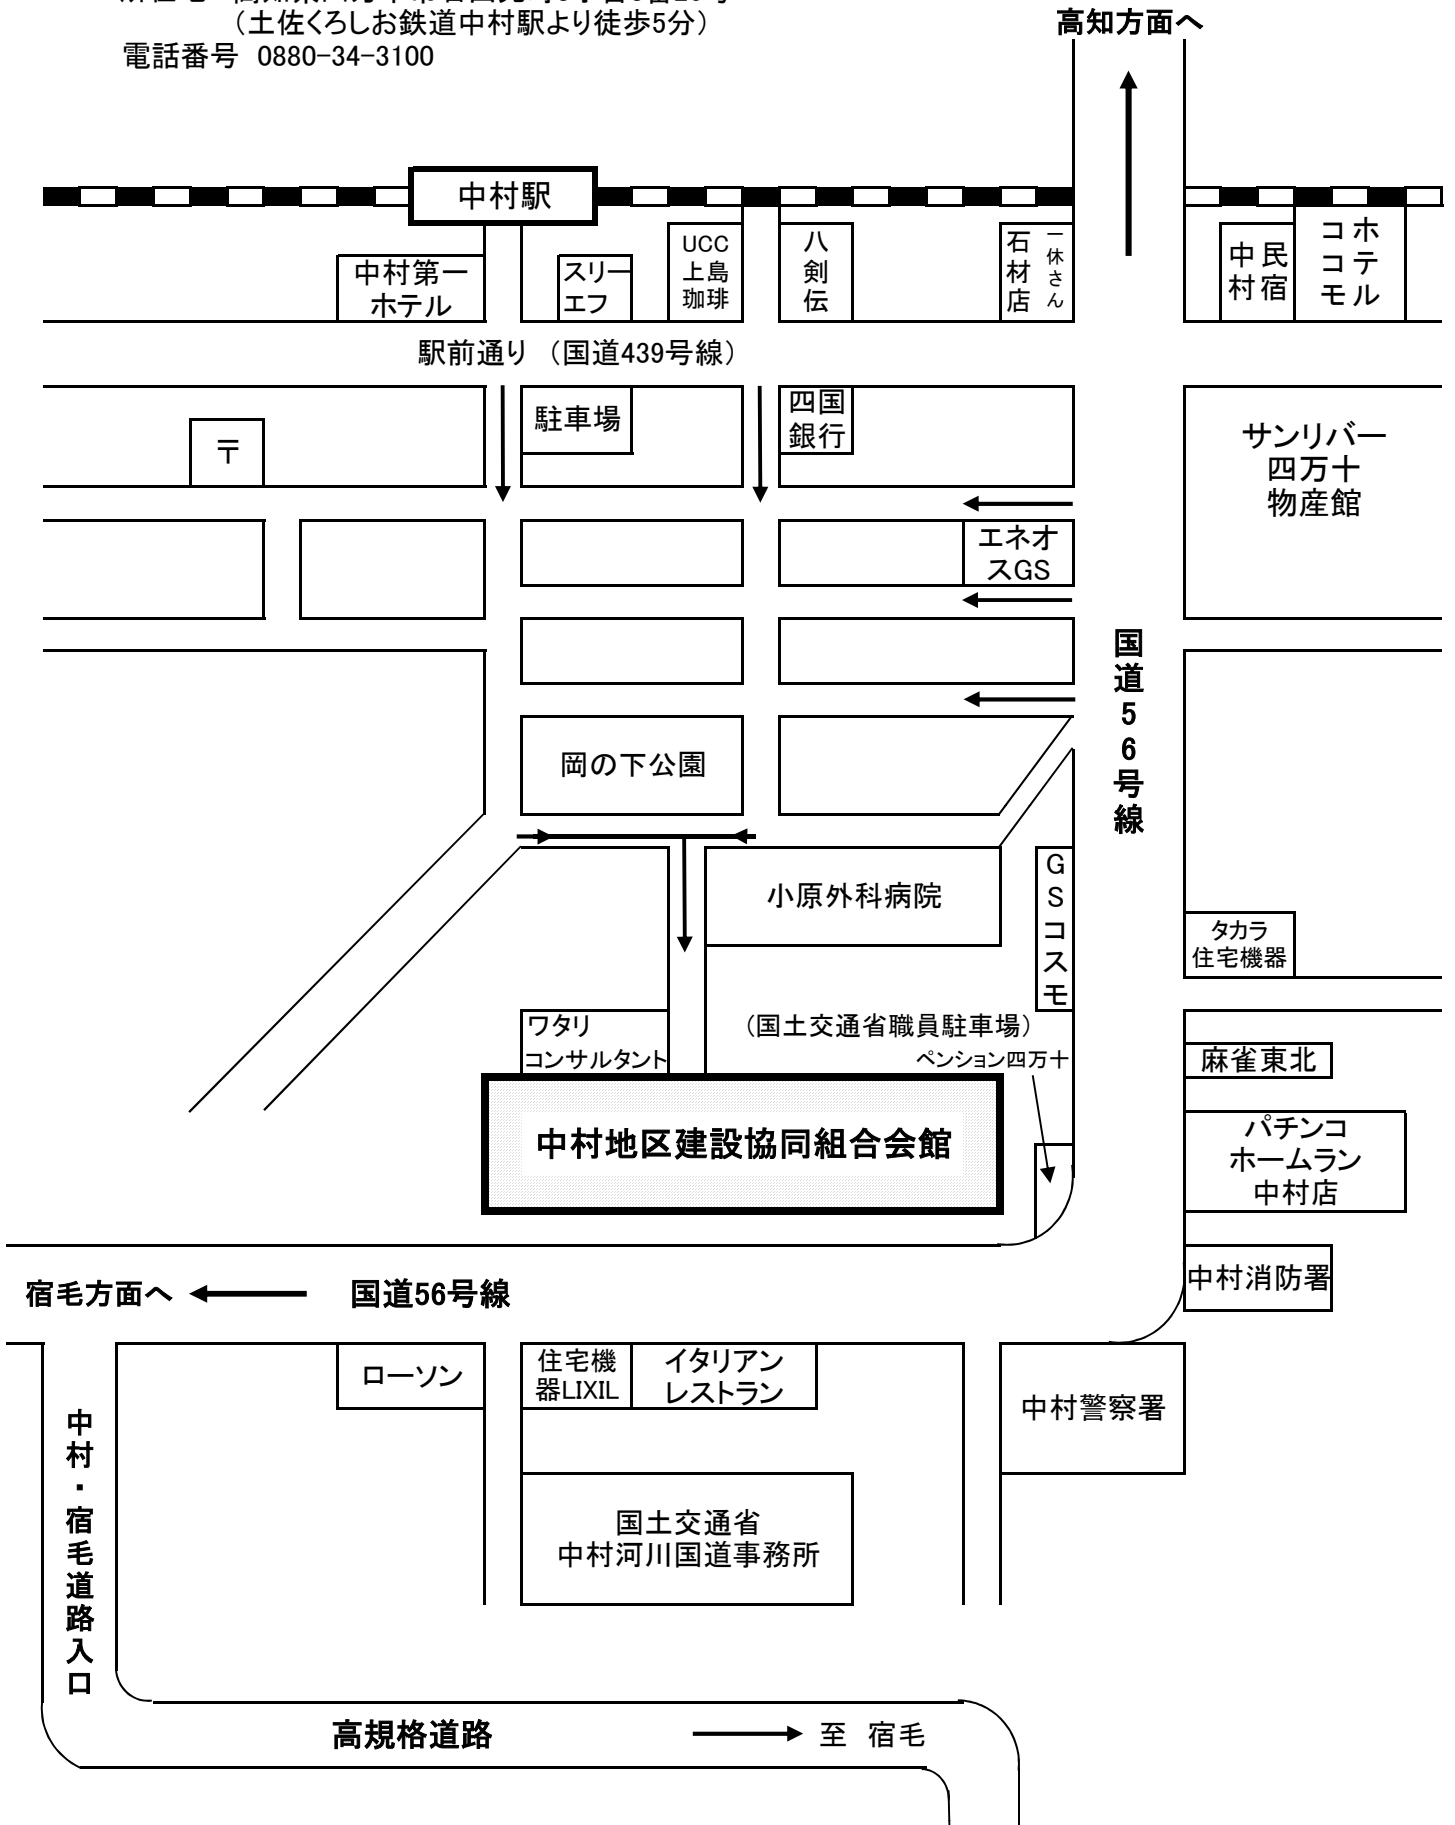 （土佐くろしお鉄道中村駅より徒歩5分）
電話番号 0880-34-3100
高知方面へ
中村駅
中村第一
ホテル
スリー
エフ
UCC
上島
珈琲
八剣伝
石材店
一休さん
民宿
中村
ホテル
ココモ
駅前通り （国道439号線）
〒
駐車場
四国
銀行
サンリバー
四万十
物産館
エネオ
スGS
国道56号線
岡の下公園
小原外科病院
GSコスモ
タカラ
住宅機器
ワタリ
コンサルタント
（国土交通省職員駐車場）
ペンション四万十
麻雀東北
中村地区建設協同組合会館
パチンコ
ホームラン
中村店
中村消防署
宿毛方面へ
国道56号線
ローソン
住宅機
器LIXIL
イタリアン
レストラン
中村警察署
中村・宿毛道路入口
国土交通省
中村河川国道事務所
高規格道路
至 宿毛